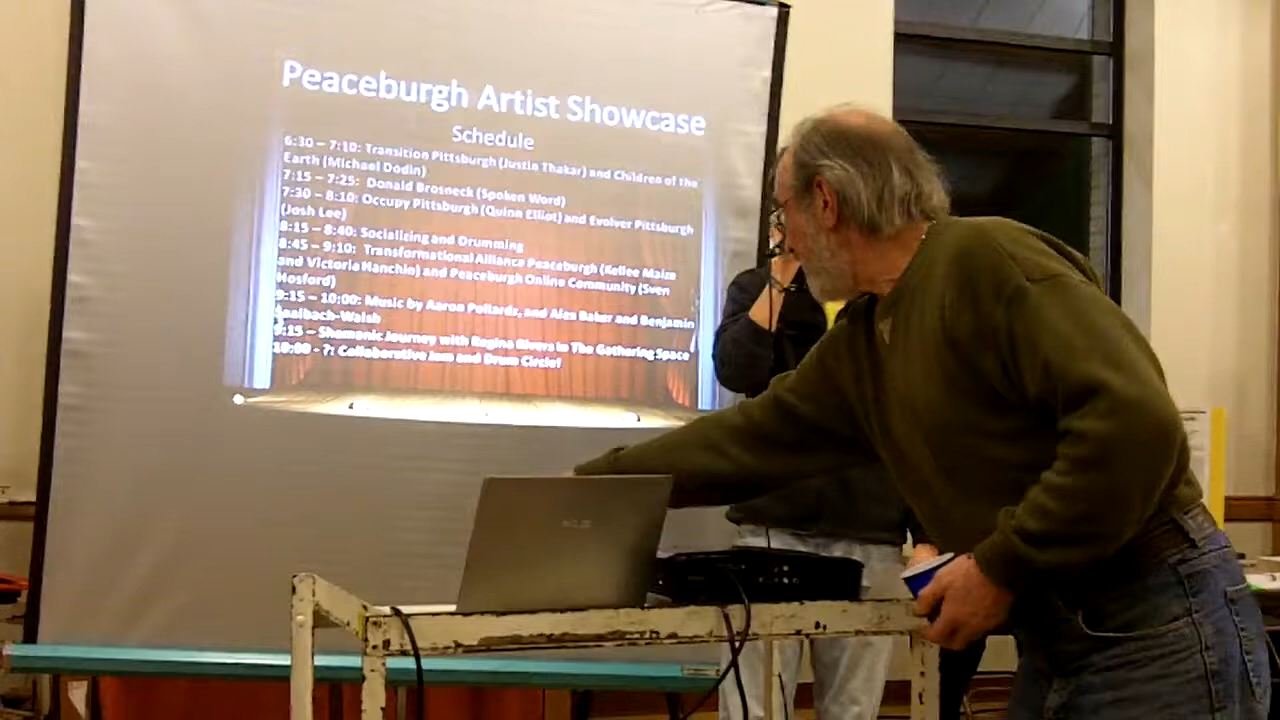 Peaceburgh Artist Showcase
Schedule
6:30 – 7:10: Transition Pittsburgh (Justin Thakar) and Children of the
Earth (Michael Dodin)
7:15 – 7:25: Donald Brosneck (Spoken Word)
7:30 – 8:10: Occupy Pittsburgh (Quinn Elliot) and Evolver Pittsburgh
(Josh Lee)
8:15 – 8:40: Socializing and Drumming
8:45 – 9:10: Transformational Alliance Peaceburgh (Kellee Maize
and Victoria Hanchin) and Peaceburgh Online Community (Sven
Hosford)
9:15 – 10:00: Music by Aaron Pollards, and Alex Baker and Benjamin
Saalbach-Walsh
9:15 – Shamanic Journey with Regina Rivers in The Gathering Space
10:00 - ?: Collaborative Jam and Drum Circle!